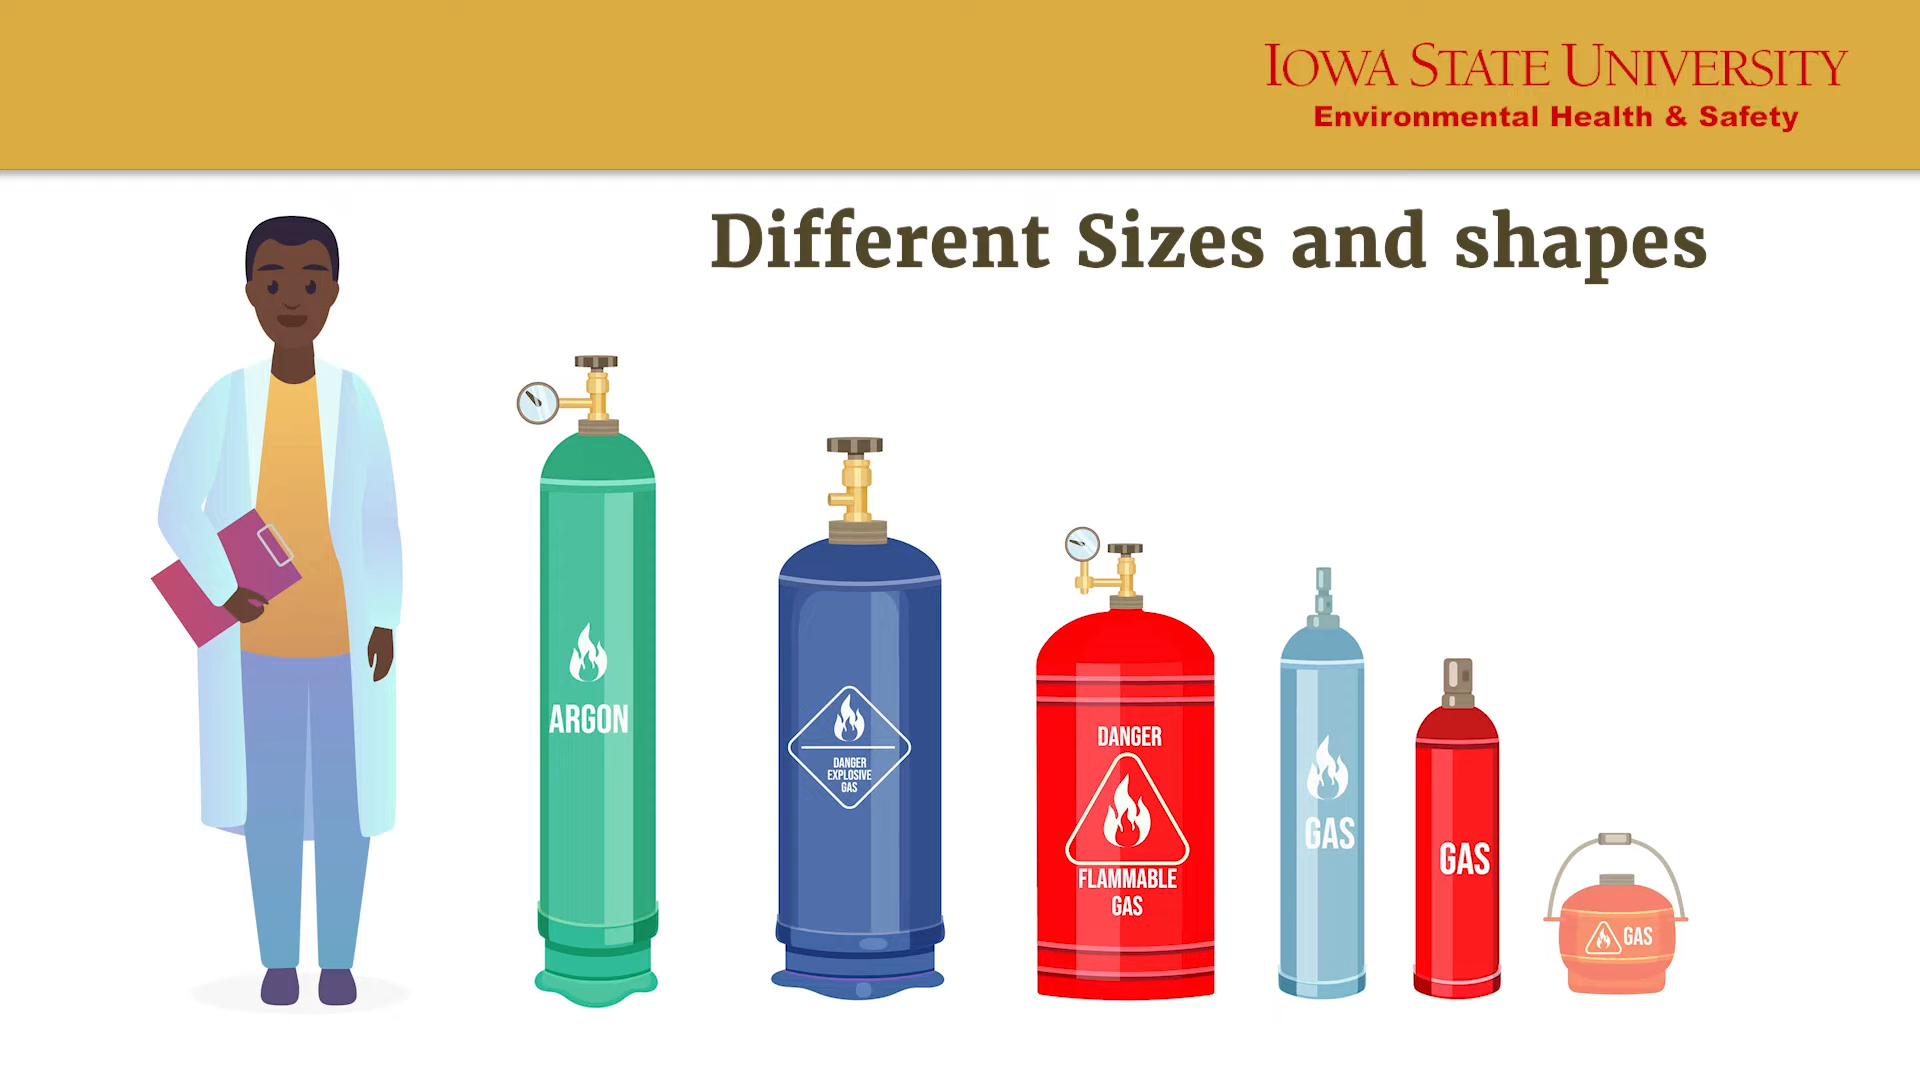 IOWA STATE UNIVERSITY
Environmental Health & Safety
Different Sizes and shapes
ARGON
DANGER
EXPLOSIVE
GAS
DANGER
FLAMMABLE
GAS
GAS
GAS
GAS